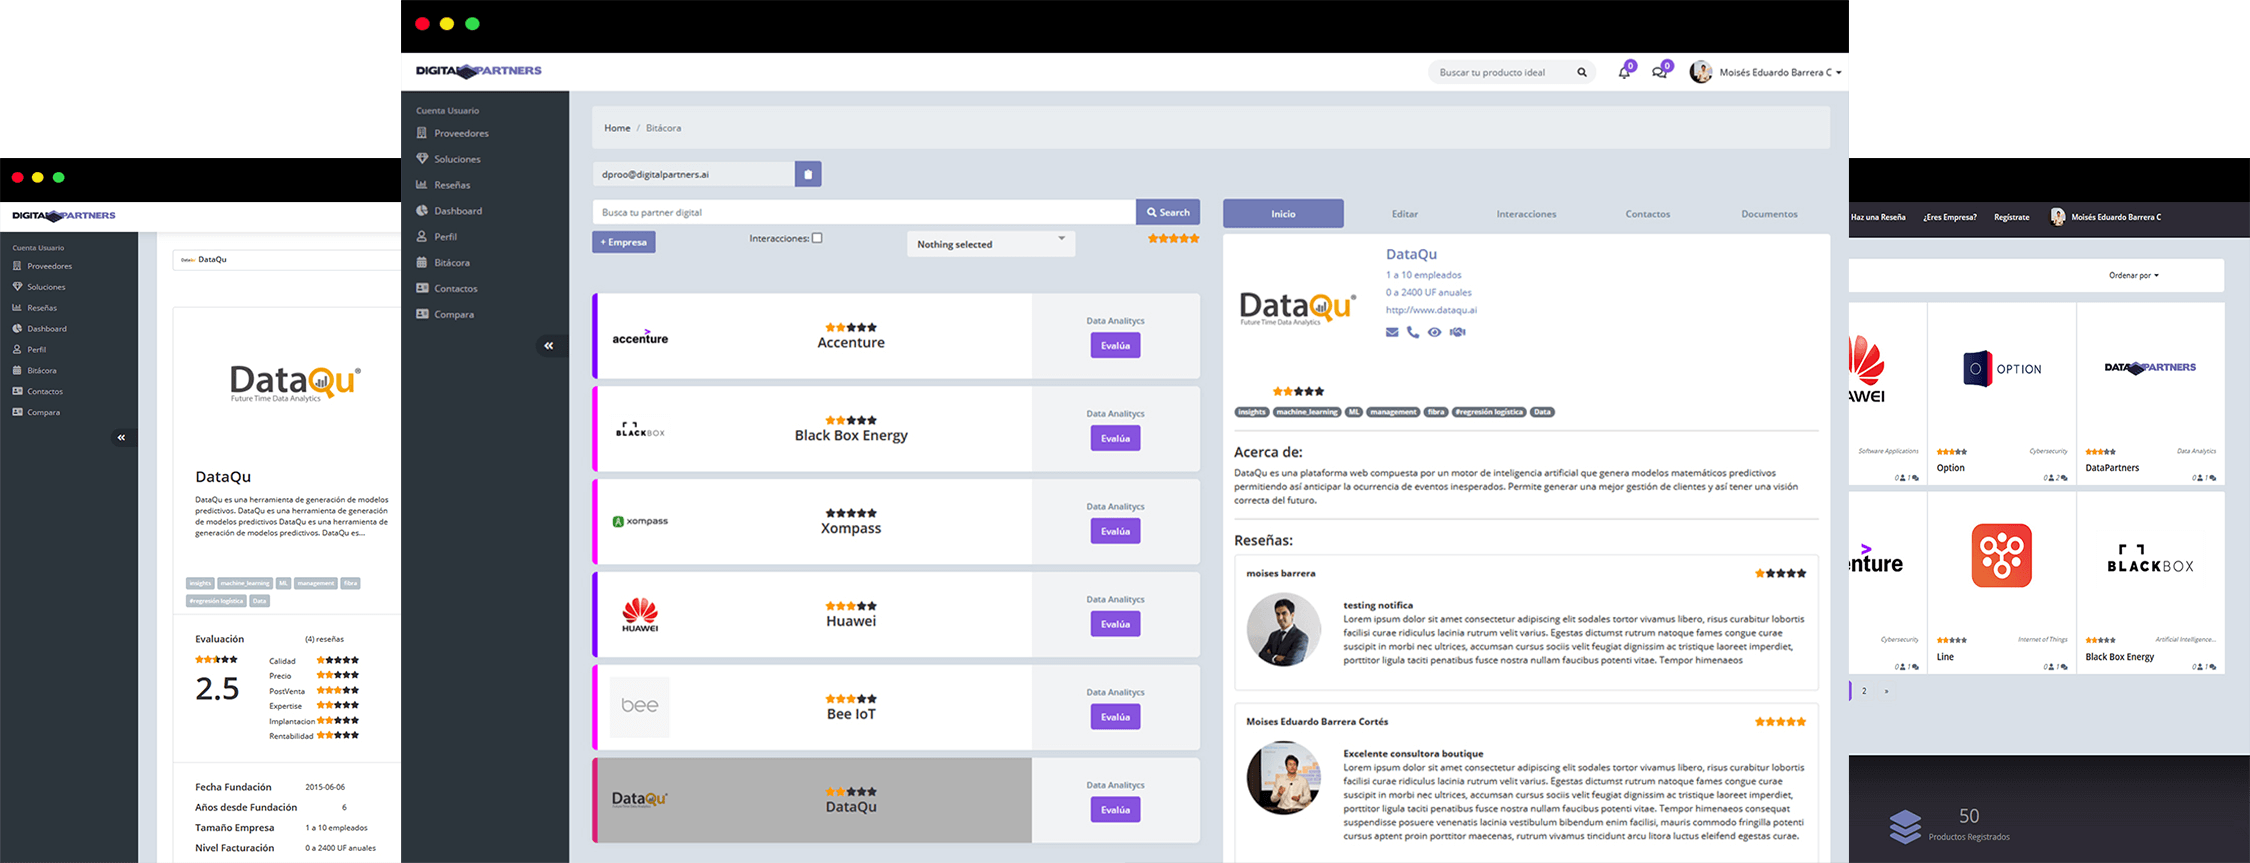 DIGITAL PARTNERS
Cuenta Usuario
Proveedores
Soluciones
Reseñas
Dashboard
Perfil
Bitácora
Contactos
Compara
DataQu
DataQu
Future Time Data Analytics
DataQu
DataQu es una herramienta de generación de modelos
predictivos. DataQu es una herramienta de generación
de modelos predictivos DataQu es una herramienta de
generación de modelos predictivos. DataQu es...
insights machine_learning ML management fibra
#regresión logística Data
Evaluación (4) reseñas
2.5
Calidad
Precio
PostVenta
Expertise
Implantacion
Rentabilidad
Fecha Fundación 2015-06-06
Años desde Fundación 6
Tamaño Empresa 1 a 10 empleados
Nivel Facturación 0 a 2400 UF anuales
DIGITAL PARTNERS
Buscar tu producto ideal
0
0
Moisés Eduardo Barrera C
Cuenta Usuario
Proveedores
Soluciones
Reseñas
Dashboard
Perfil
Bitácora
Contactos
Compara
Home / Bitácora
dproo@digitalpartners.ai
Busca tu partner digital
Search
+ Empresa
Interacciones:
Nothing selected
accenture
Accenture
Data Analitycs
Evalúa
BLACKBOX
Black Box Energy
Data Analitycs
Evalúa
xompass
Xompass
Data Analitycs
Evalúa
HUAWEI
Huawei
Data Analitycs
Evalúa
bee
Bee IoT
Data Analitycs
Evalúa
DataQu
DataQu
Data Analitycs
Evalúa
Inicio Editar Interacciones Contactos Documentos
DataQu
Future Time Data Analytics
DataQu
1 a 10 empleados
0 a 2400 UF anuales
http://www.dataqu.ai
insights machine_learning ML management fibra #regresión logística Data
Acerca de:
DataQu es una plataforma web compuesta por un motor de inteligencia artificial que genera modelos matemáticos predictivos
permitiendo así anticipar la ocurrencia de eventos inesperados. Permite generar una mejor gestión de clientes y así tener una visión
correcta del futuro.
Reseñas:
moises barrera
testing notifica
Lorem ipsum dolor sit amet consectetur adipiscing elit sodales tortor vivamus libero, risus curabitur lobortis
facilisi curae ridiculus lacinia rutrum velit varius. Egestas dictumst rutrum natoque fames congue curae
suscipit in morbi nec ultrices, accumsan cursus sociis velit feugiat dignissim ac tristique laoreet imperdiet,
porttitor ligula taciti penatibus fusce nostra nullam faucibus potenti vitae. Tempor himenaeos
Moises Eduardo Barrera Cortés
Excelente consultora boutique
Lorem ipsum dolor sit amet consectetur adipiscing elit sodales tortor vivamus libero, risus curabitur lobortis
facilisi curae ridiculus lacinia rutrum velit varius. Egestas dictumst rutrum natoque fames congue curae
suscipit in morbi nec ultrices, accumsan cursus sociis velit feugiat dignissim ac tristique laoreet imperdiet,
porttitor ligula taciti penatibus fusce nostra nullam faucibus potenti vitae. Tempor himenaeos consequat
suspendisse posuere venenatis lacinia vestibulum bibendum enim facilisi, mauris commodo fringilla potenti
cursus aptent proin porttitor maecenas, rutrum vivamus tincidunt arcu litora luctus eleifend egestas curae.
Haz una Reseña ¿Eres Empresa? Regístrate Moisés Eduardo Barrera C
Ordenar por
AWEI
Software Applications
0 1
OPTION
Cybersecurity
Option
0 2
DATA PARTNERS
Data Analytics
DataPartners
0 1
enture
Cybersecurity
0 1
Internet of Things
Line
0 1
BLACKBOX
Artificial Intelligence...
Black Box Energy
0 1
2 »
50
Productos Registrados